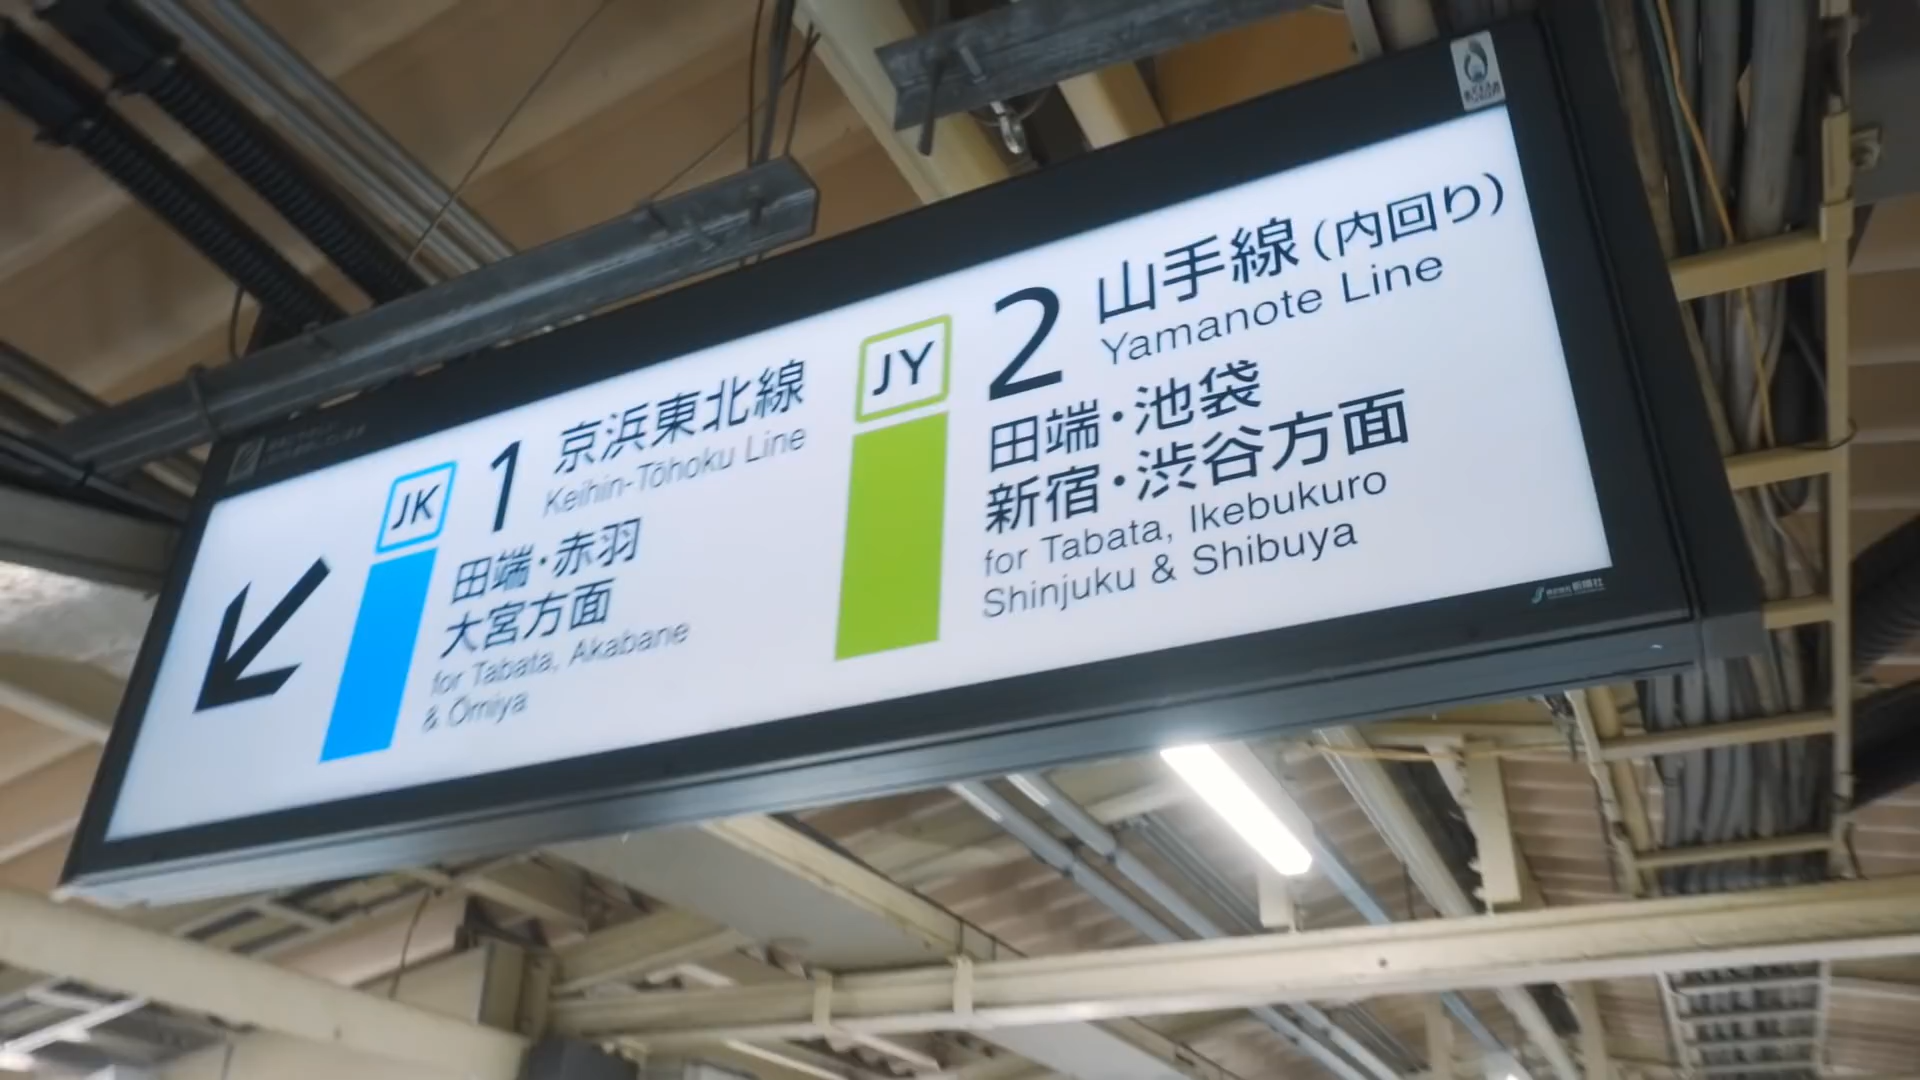 JK 1 京浜東北線
Keihin-Tōhoku Line
田端・赤羽
大宮方面
for Tabata, Akabane
& Ōmiya
JY 2 山手線(内回り)
Yamanote Line
田端・池袋
新宿・渋谷方面
for Tabata, Ikebukuro
Shinjuku & Shibuya